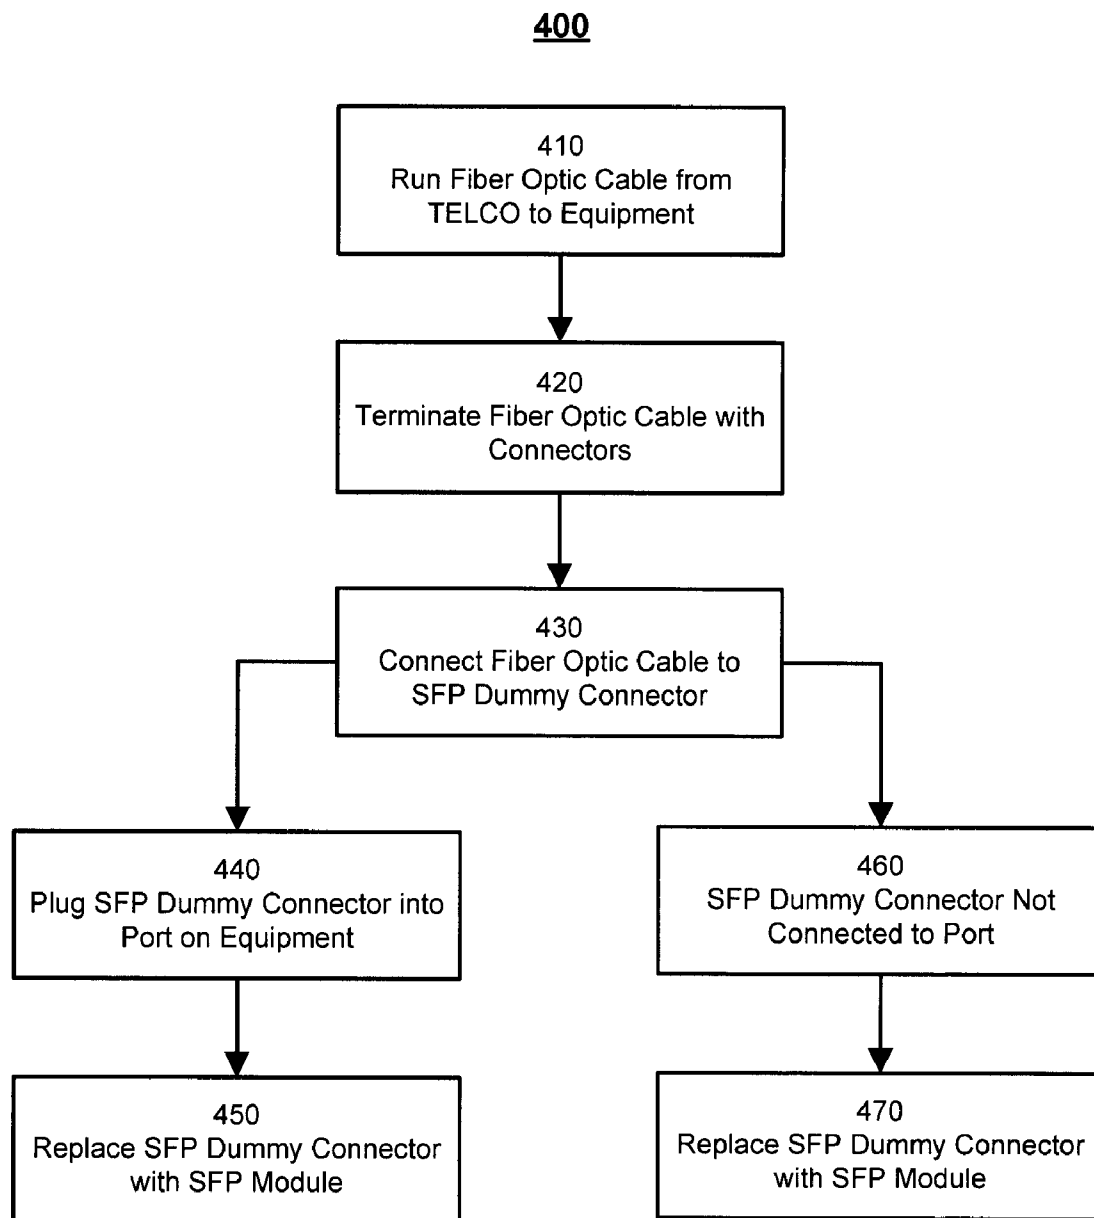 400
410
Run Fiber Optic Cable from
TELCO to Equipment
420
Terminate Fiber Optic Cable with
Connectors
430
Connect Fiber Optic Cable to
SFP Dummy Connector
440
Plug SFP Dummy Connector into
Port on Equipment
460
SFP Dummy Connector Not
Connected to Port
450
Replace SFP Dummy Connector
with SFP Module
470
Replace SFP Dummy Connector
with SFP Module